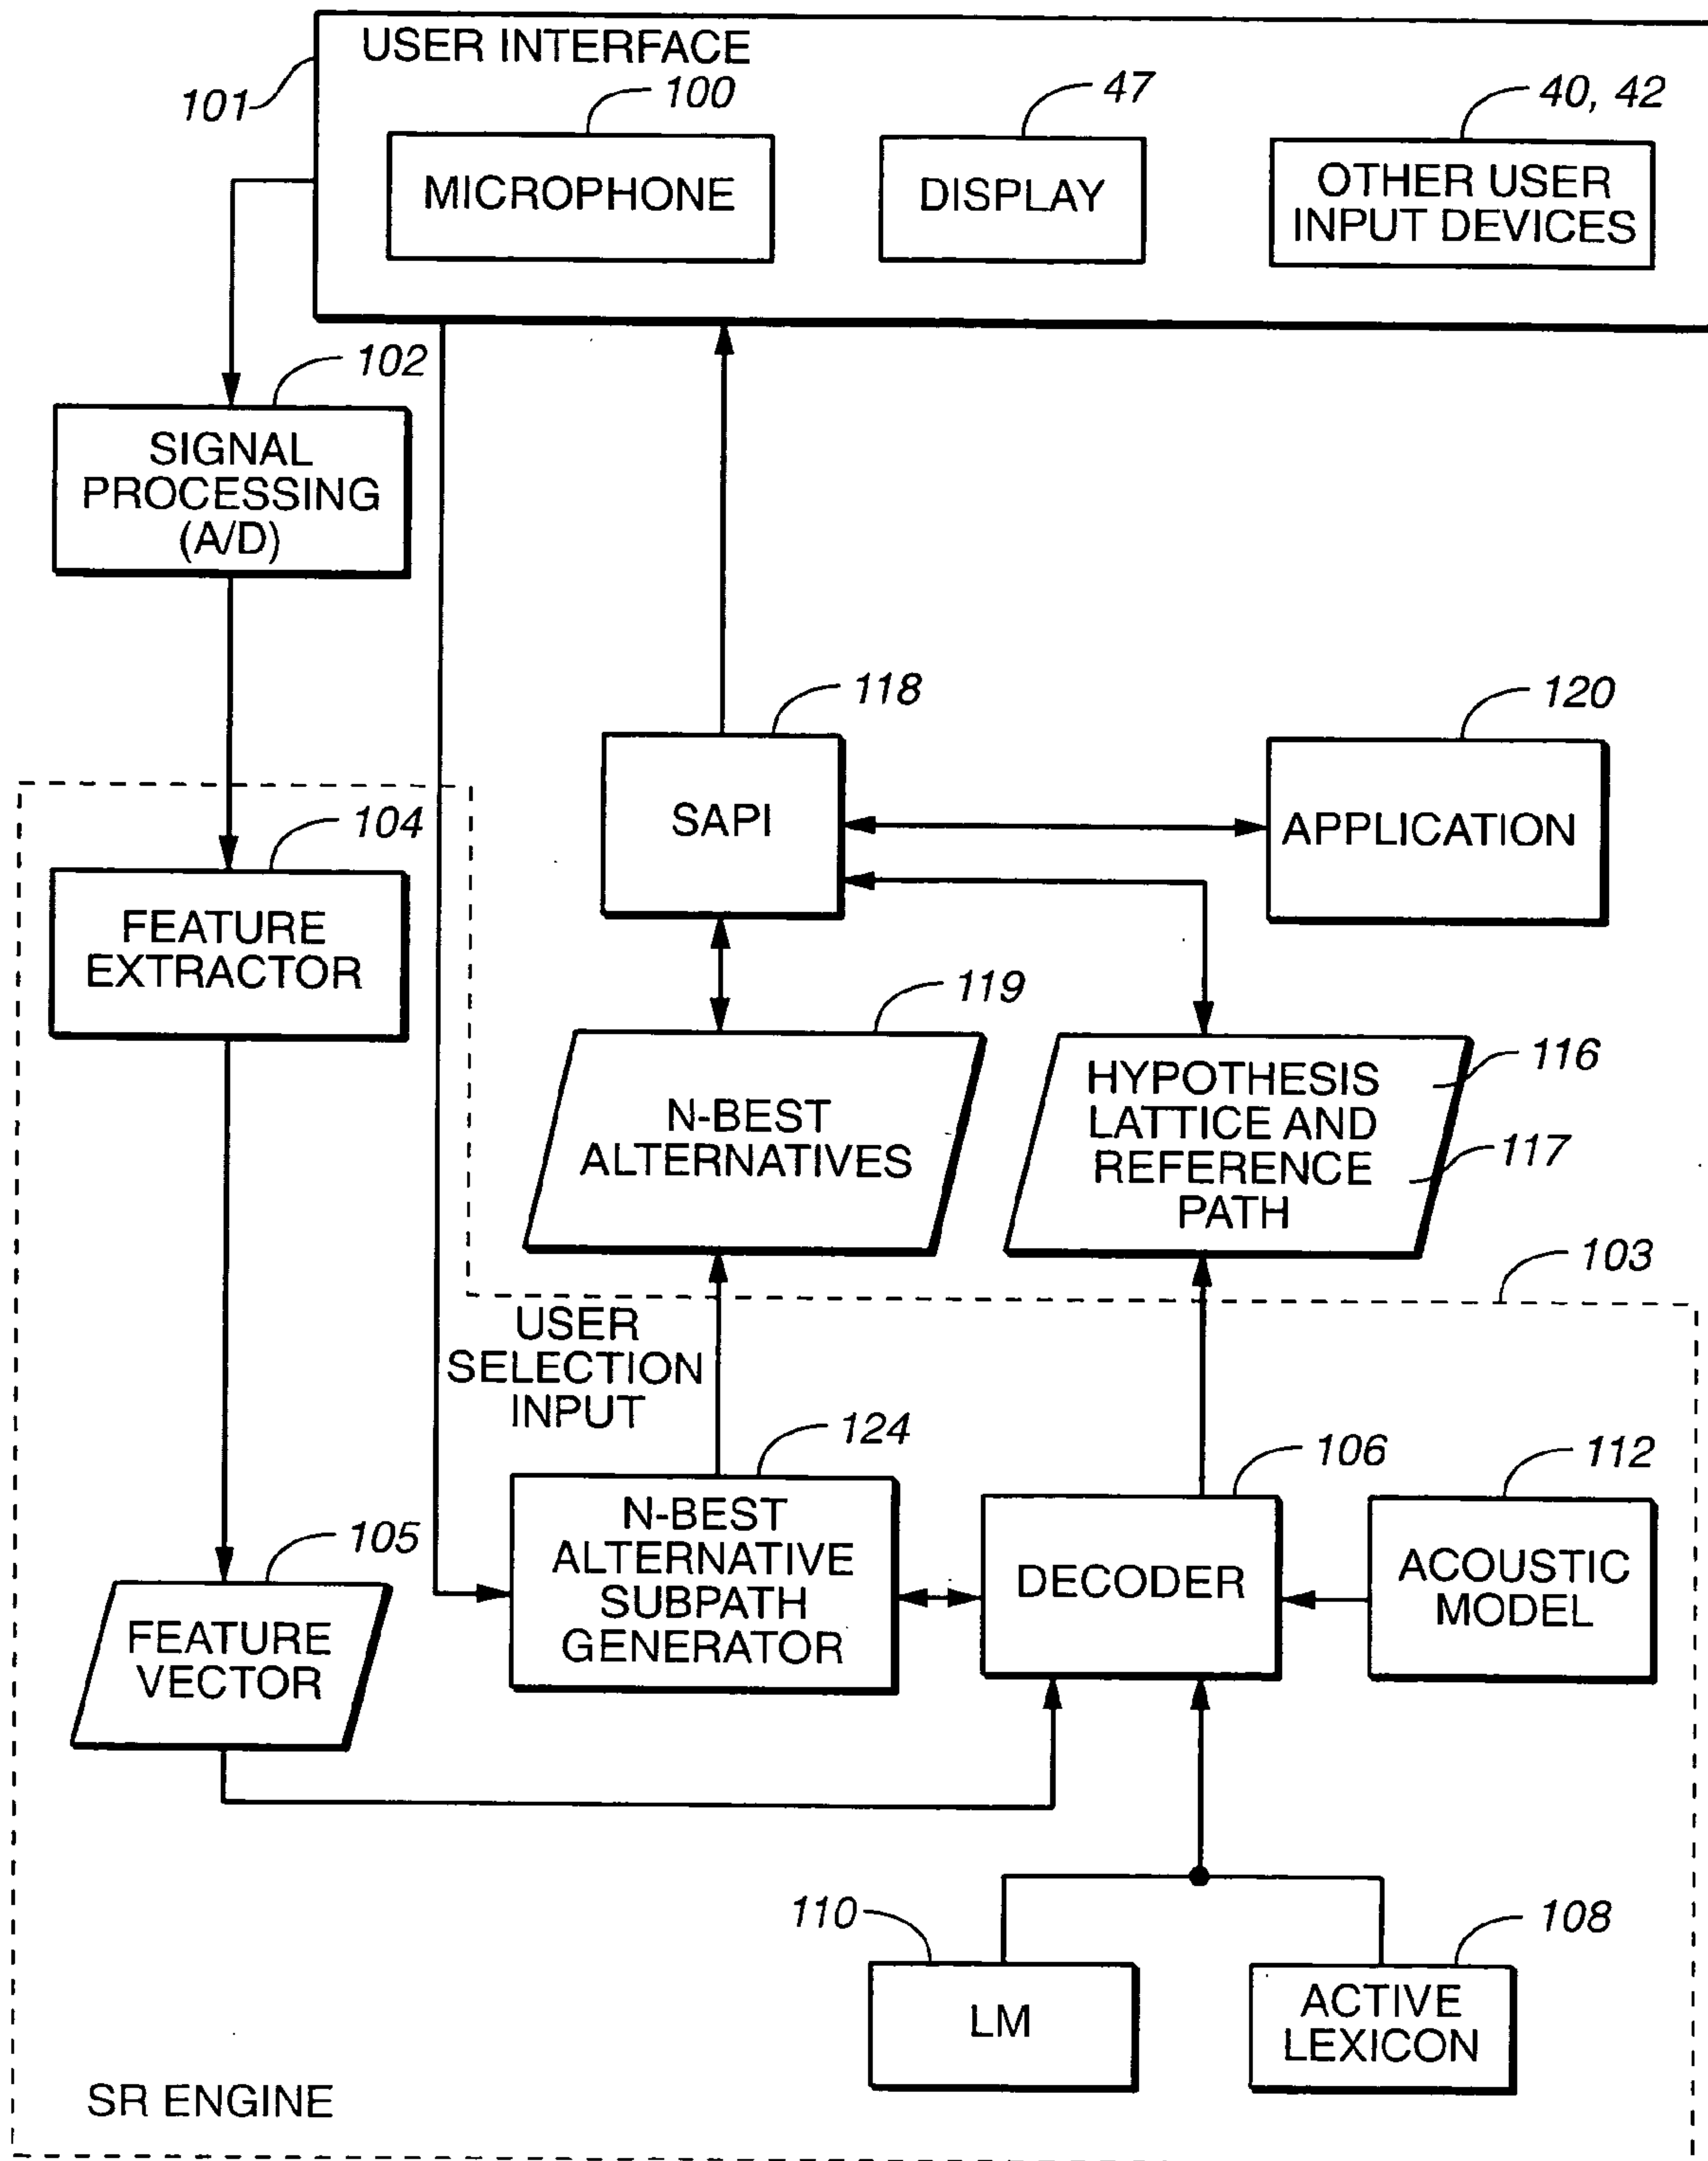 USER INTERFACE
101
100
47
40, 42
MICROPHONE
DISPLAY
OTHER USER
INPUT DEVICES
102
SIGNAL
PROCESSING
(A/D)
118
120
SAPI
APPLICATION
104
FEATURE
EXTRACTOR
119
116
N-BEST
ALTERNATIVES
HYPOTHESIS
LATTICE AND
REFERENCE
PATH
117
103
USER
SELECTION
INPUT
124
106
112
N-BEST
ALTERNATIVE
SUBPATH
GENERATOR
DECODER
ACOUSTIC
MODEL
105
FEATURE
VECTOR
110
108
LM
ACTIVE
LEXICON
SR ENGINE